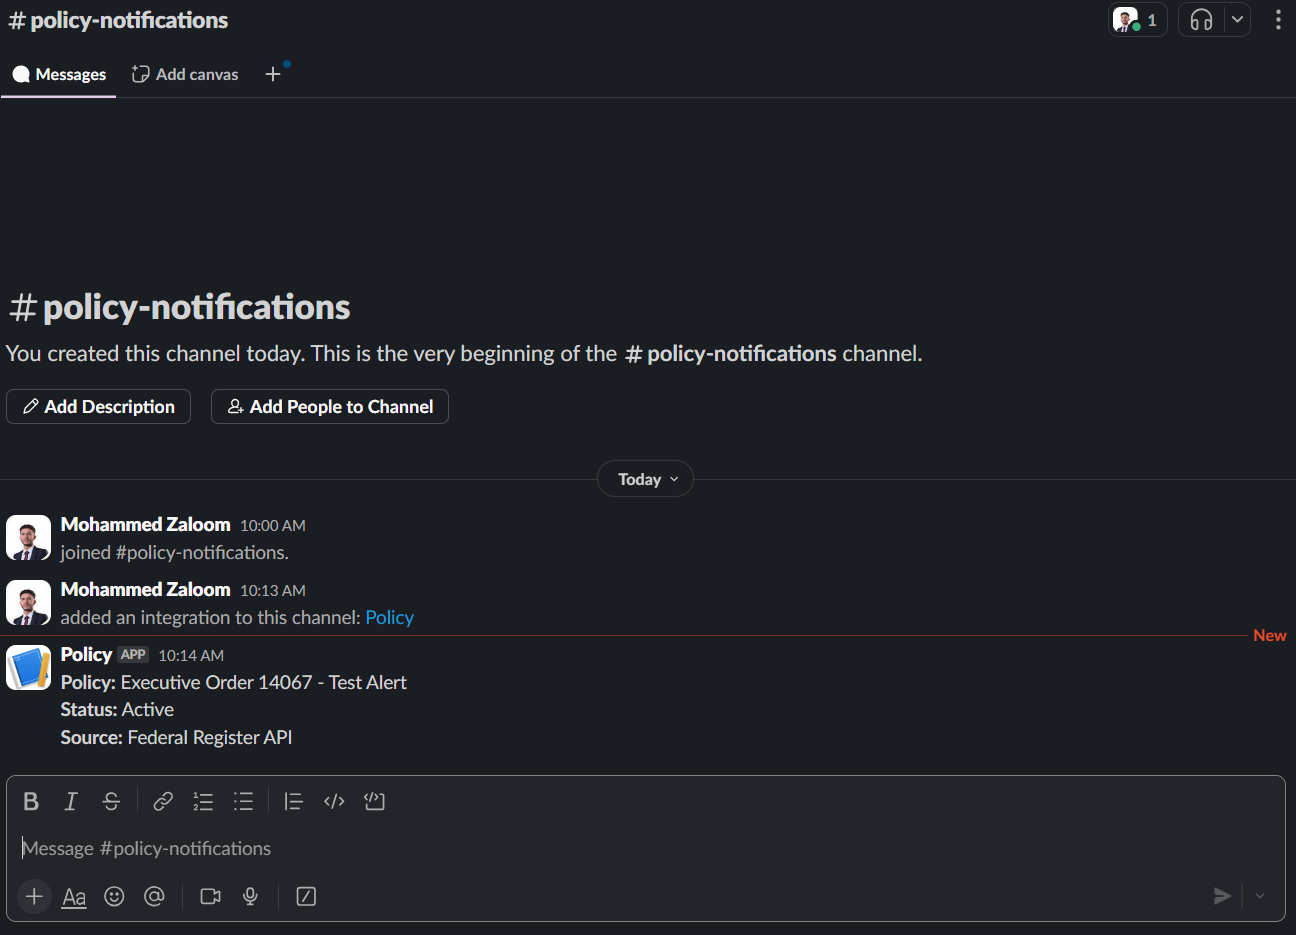 # policy-notifications
1
Messages
Add canvas
# policy-notifications
You created this channel today. This is the very beginning of the # policy-notifications channel.
Add Description
Add People to Channel
Today
Mohammed Zaloom 10:00 AM
joined #policy-notifications.
Mohammed Zaloom 10:13 AM
added an integration to this channel: Policy
New
Policy APP 10:14 AM
Policy: Executive Order 14067 - Test Alert
Status: Active
Source: Federal Register API
Message #policy-notifications
Aa